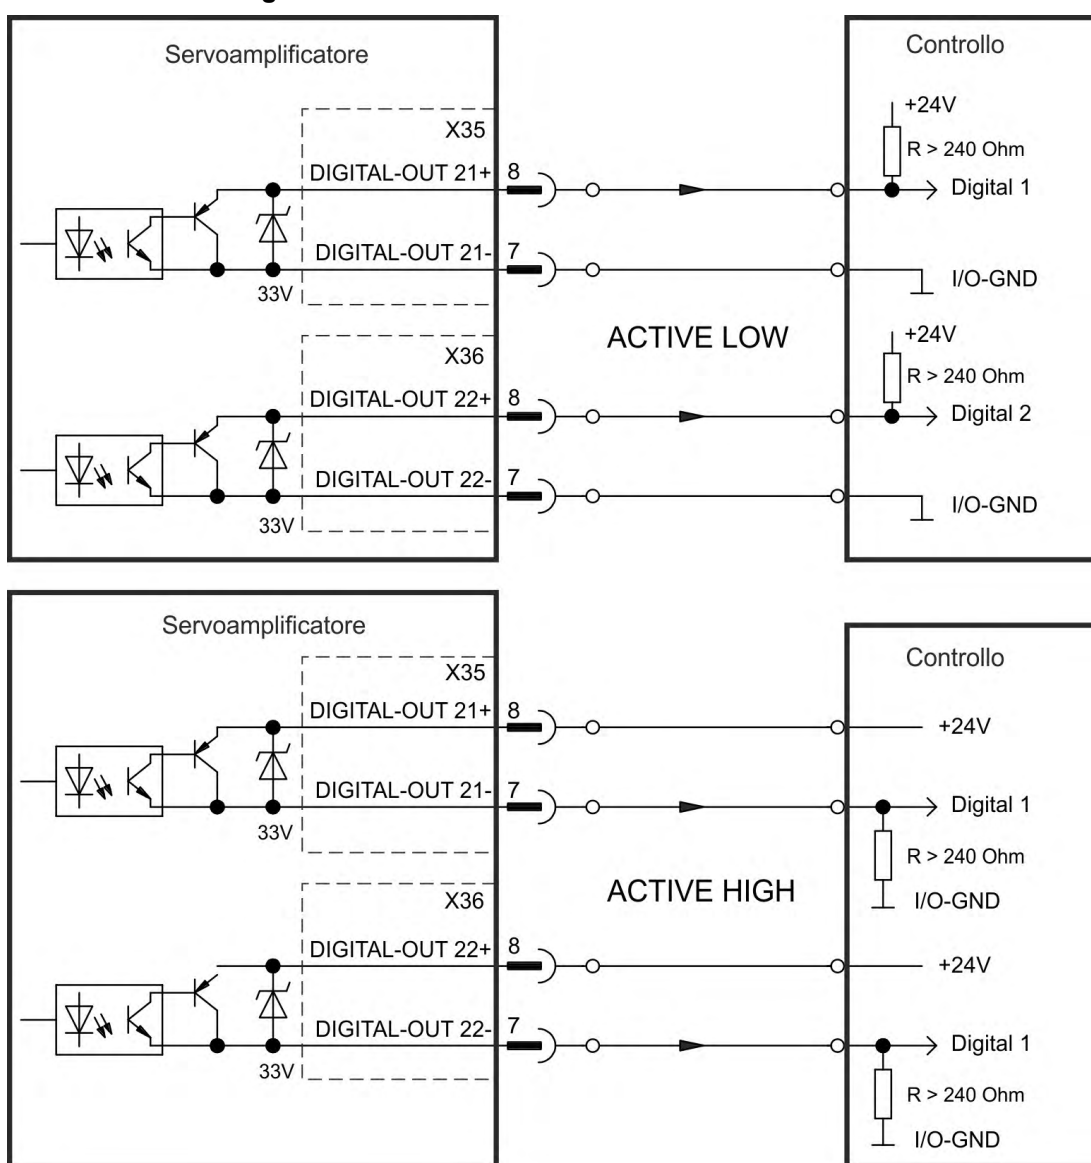 Servoamplificatore
Controllo
+24V
X35
R > 240 Ohm
DIGITAL-OUT 21+
8
Digital 1
DIGITAL-OUT 21-
7
I/O-GND
33V
ACTIVE LOW
+24V
X36
R > 240 Ohm
DIGITAL-OUT 22+
8
Digital 2
DIGITAL-OUT 22-
7
I/O-GND
33V
Servoamplificatore
Controllo
X35
DIGITAL-OUT 21+
8
+24V
DIGITAL-OUT 21-
7
Digital 1
33V
R > 240 Ohm
ACTIVE HIGH
X36
I/O-GND
DIGITAL-OUT 22+
8
+24V
DIGITAL-OUT 22-
7
Digital 1
33V
R > 240 Ohm
I/O-GND